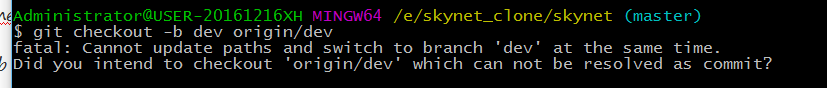 Administrator@USER-20161216XH MINGW64 /e/skynet_clone/skynet (master)
$ git checkout -b dev origin/dev
fatal: Cannot update paths and switch to branch 'dev' at the same time.
Did you intend to checkout 'origin/dev' which can not be resolved as commit?